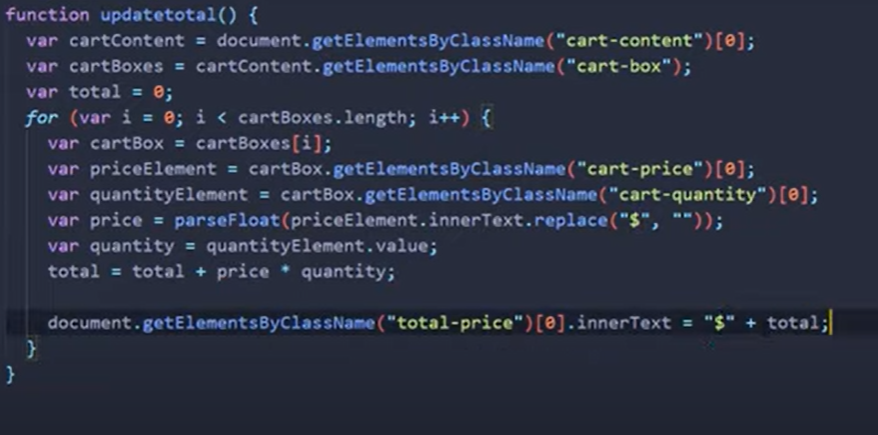 function updatetotal() {
var cartContent = document.getElementsByClassName("cart-content")[0];
var cartBoxes = cartContent.getElementsByClassName("cart-box");
var total = 0;
for (var i = 0; i < cartBoxes.length; i++) {
var cartBox = cartBoxes[i];
var priceElement = cartBox.getElementsByClassName("cart-price")[0];
var quantityElement = cartBox.getElementsByClassName("cart-quantity")[0];
var price = parseFloat(priceElement.innerText.replace("$", ""));
var quantity = quantityElement.value;
total = total + price * quantity;
document.getElementsByClassName("total-price")[0].innerText = "$" + total;
}
}